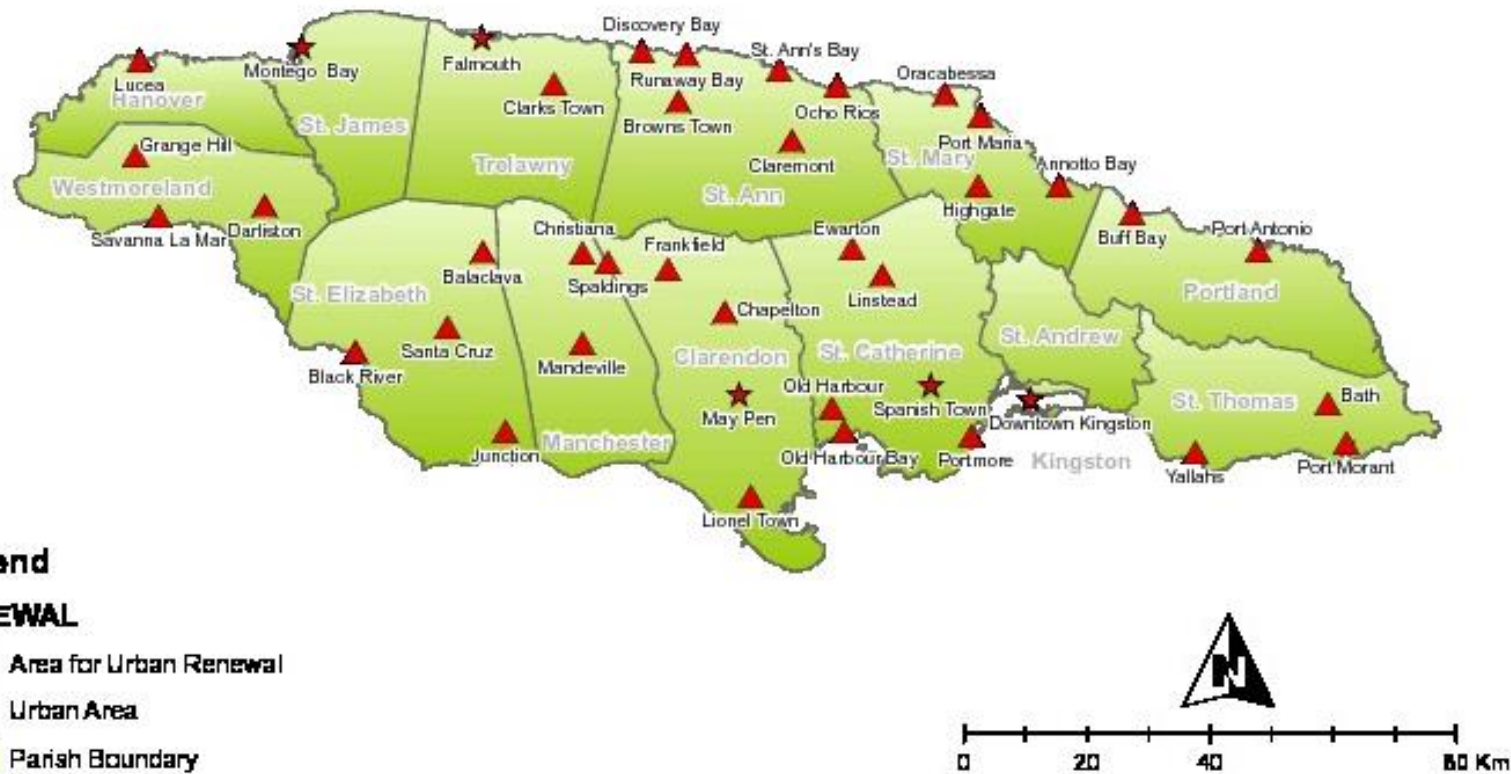 Discovery Bay
St. Ann's Bay
Lucea
Montego Bay
Falmouth
Runaway Bay
Oracabessa
Hanover
St. James
Clarks Town
Browns Town
Ocho Rios
Grange Hill
Trelawny
Claremont
St. Mary
Port Maria
Annotto Bay
Westmoreland
St. Ann
Highgate
Savanna La Mar
Darliston
Christiana
Frankfield
Ewarton
Buff Bay
Port Antonio
Balaclava
Spaldings
Linstead
Portland
St. Elizabeth
Chapelton
St. Andrew
Santa Cruz
Clarendon
St. Catherine
Black River
Mandeville
Old Harbour
Spanish Town
St. Thomas
Bath
May Pen
Downtown Kingston
Junction
Manchester
Old Harbour Bay
Portmore
Kingston
Yallahs
Port Morant
Lionel Town
end
EWAL
Area for Urban Renewal
Urban Area
Parish Boundary
N
0 20 40 80 Km